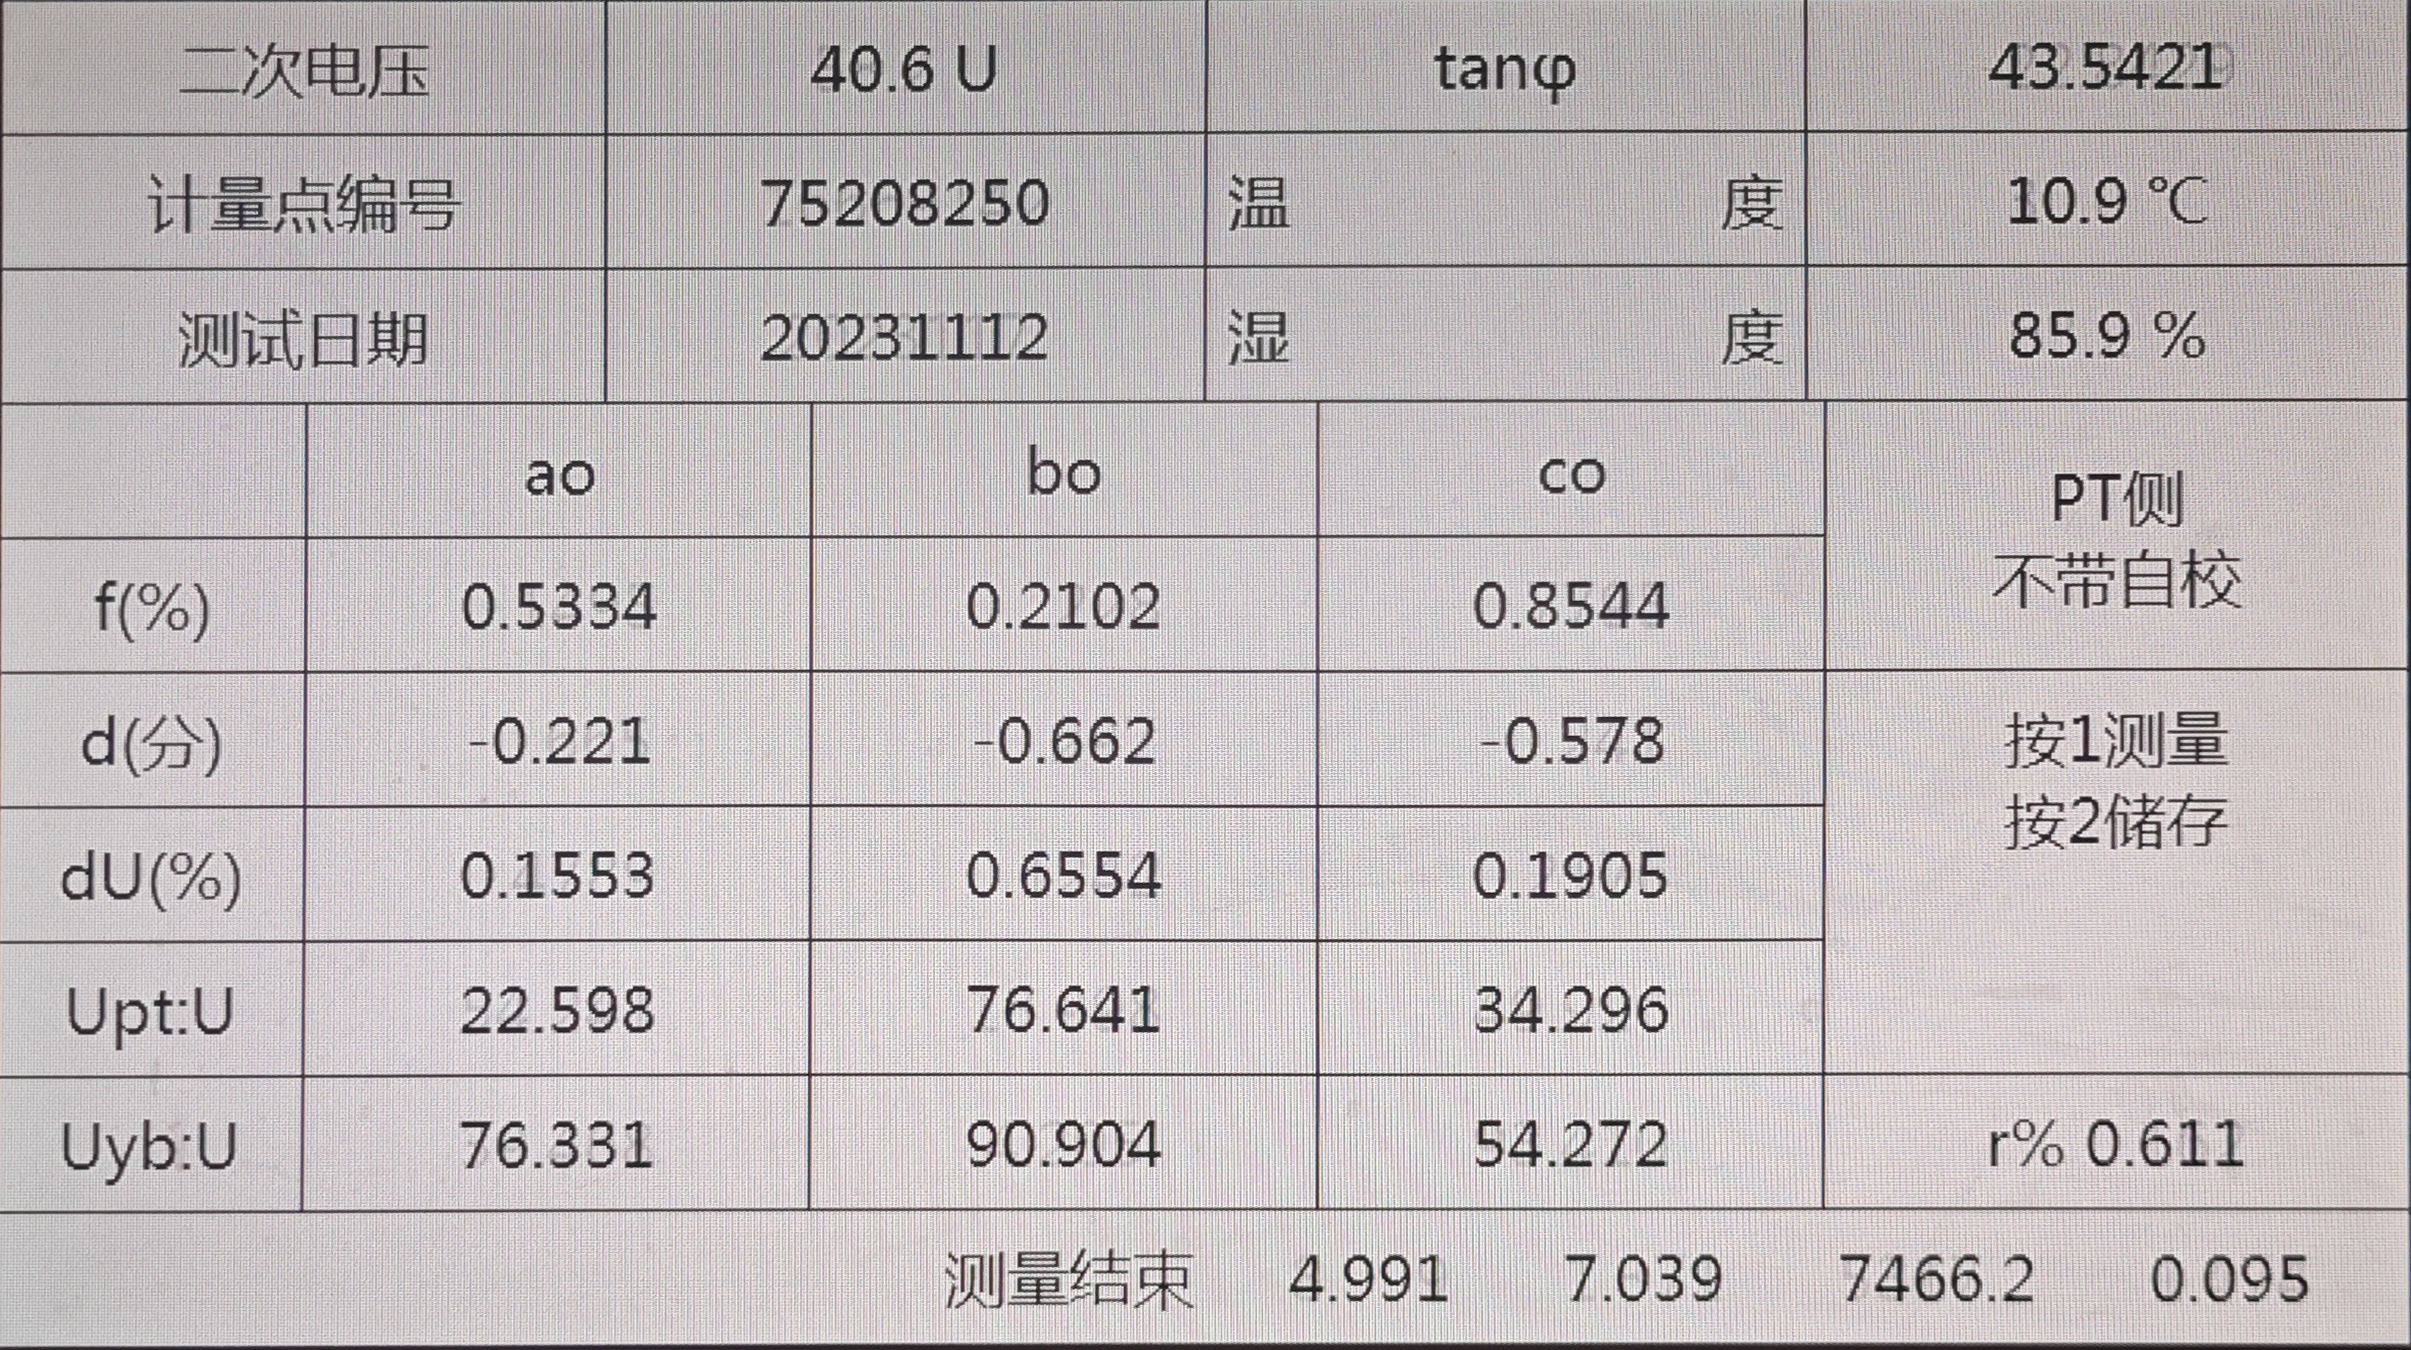 二次电压 40.6 U tanφ 43.5421
计量点编号 75208250 温度 10.9 ℃
测试日期 20231112 湿度 85.9 %
ao bo co
PT侧
不带自校
f(%) 0.5334 0.2102 0.8544
d(分) -0.221 -0.662 -0.578
按1测量
按2储存
dU(%) 0.1553 0.6554 0.1905
Upt:U 22.598 76.641 34.296
Uyb:U 76.331 90.904 54.272 r% 0.611
测量结束 4.991 7.039 7466.2 0.095